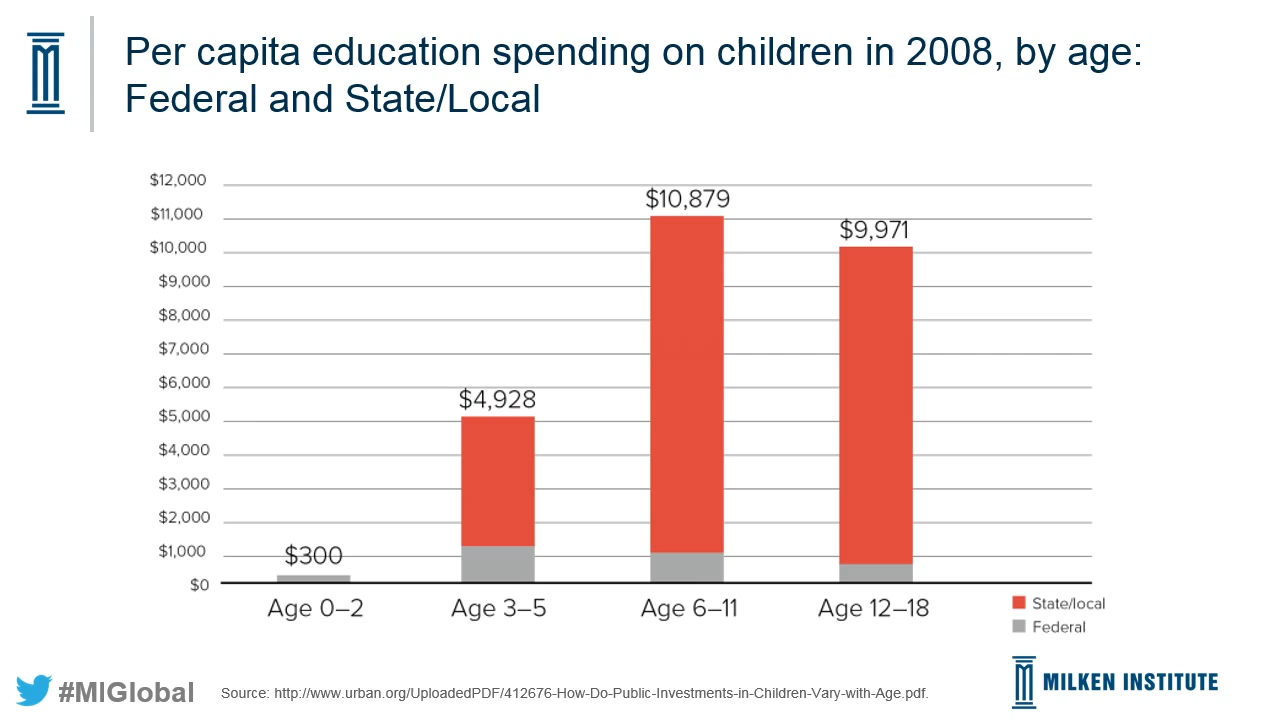 Per capita education spending on children in 2008, by age:
Federal and State/Local
$12,000
$11,000
$10,000
$9,000
$8,000
$7,000
$6,000
$5,000
$4,000
$3,000
$2,000
$1,000
$0
$300
$4,928
$10,879
$9,971
Age 0–2
Age 3–5
Age 6–11
Age 12–18
State/local
Federal
#MIGlobal
Source: http://www.urban.org/UploadedPDF/412676-How-Do-Public-Investments-in-Children-Vary-with-Age.pdf.
MILKEN INSTITUTE